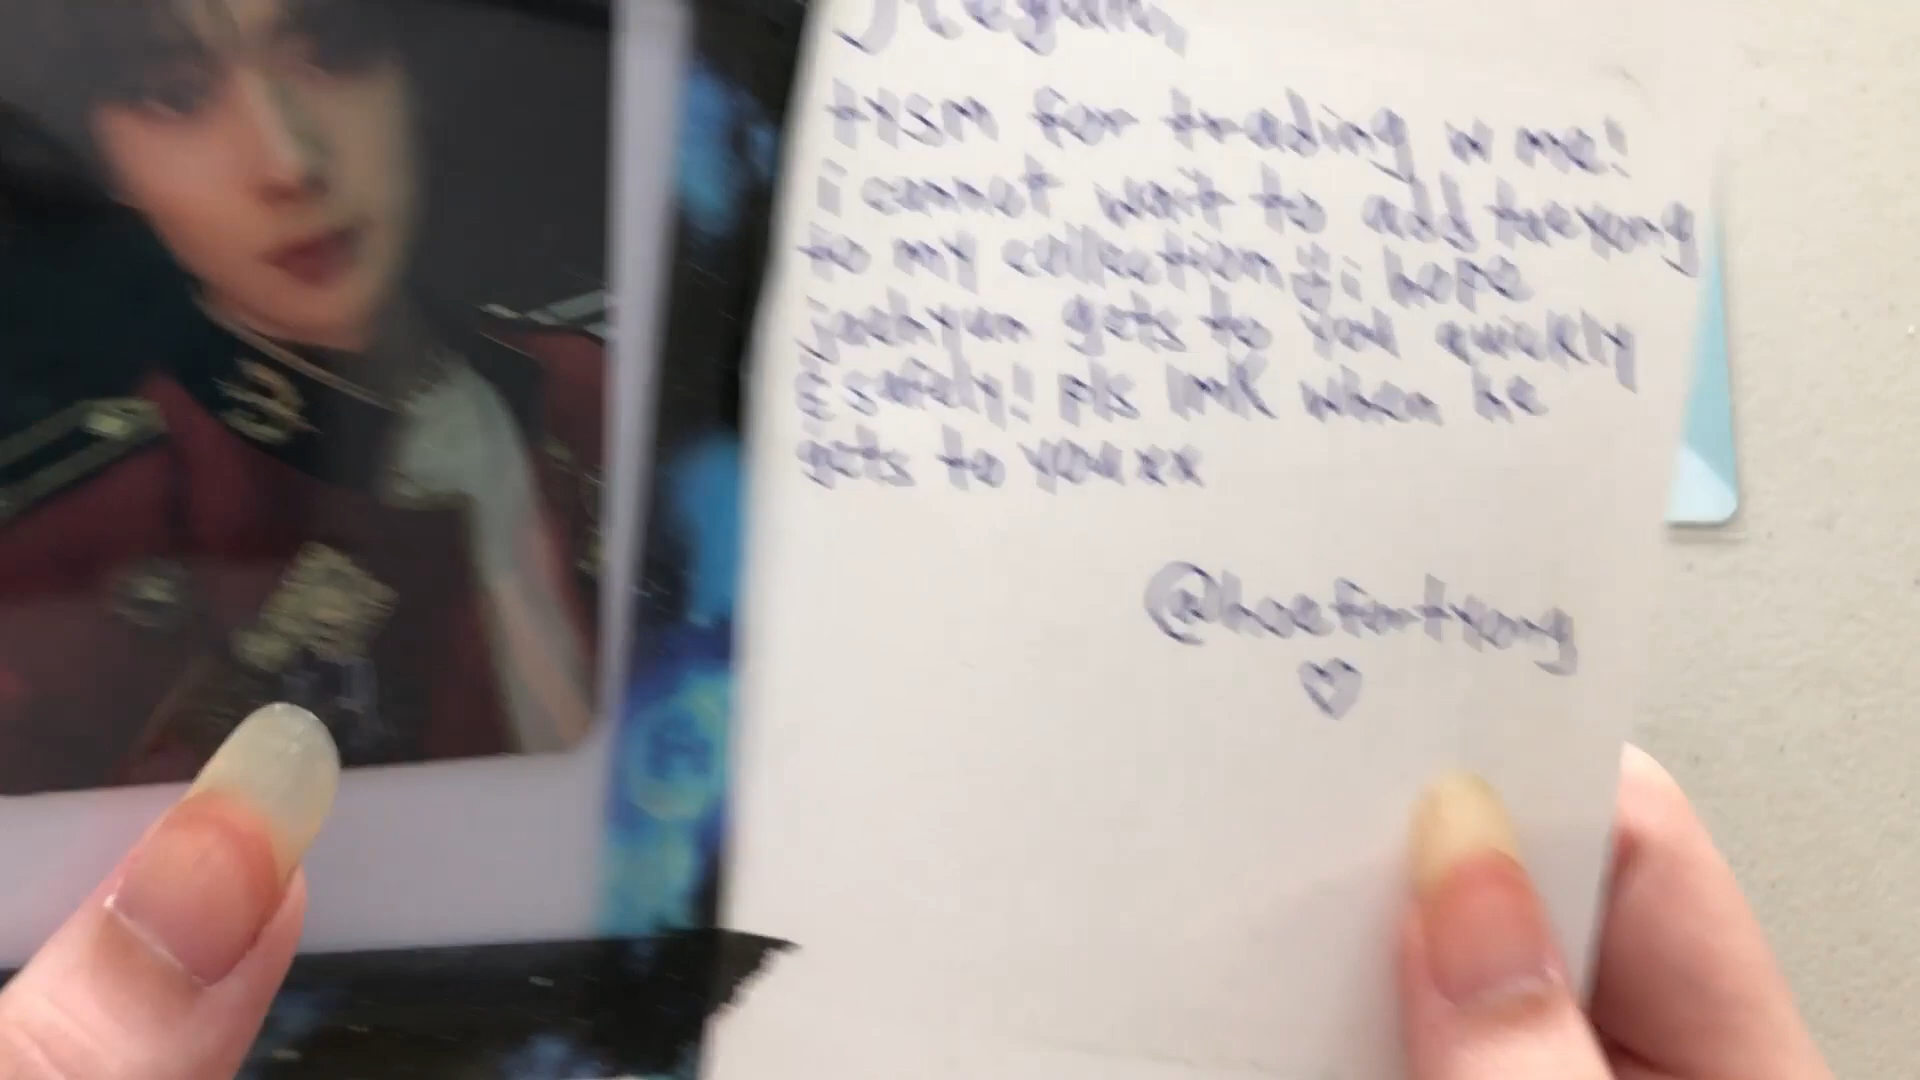 Megan,
tysm for trading w me!
i cannot wait to add taeyong
to my collection & i hope
jaehyun gets to you quickly
& safely! pls lmk when he
gets to you xx
@hoefortyong